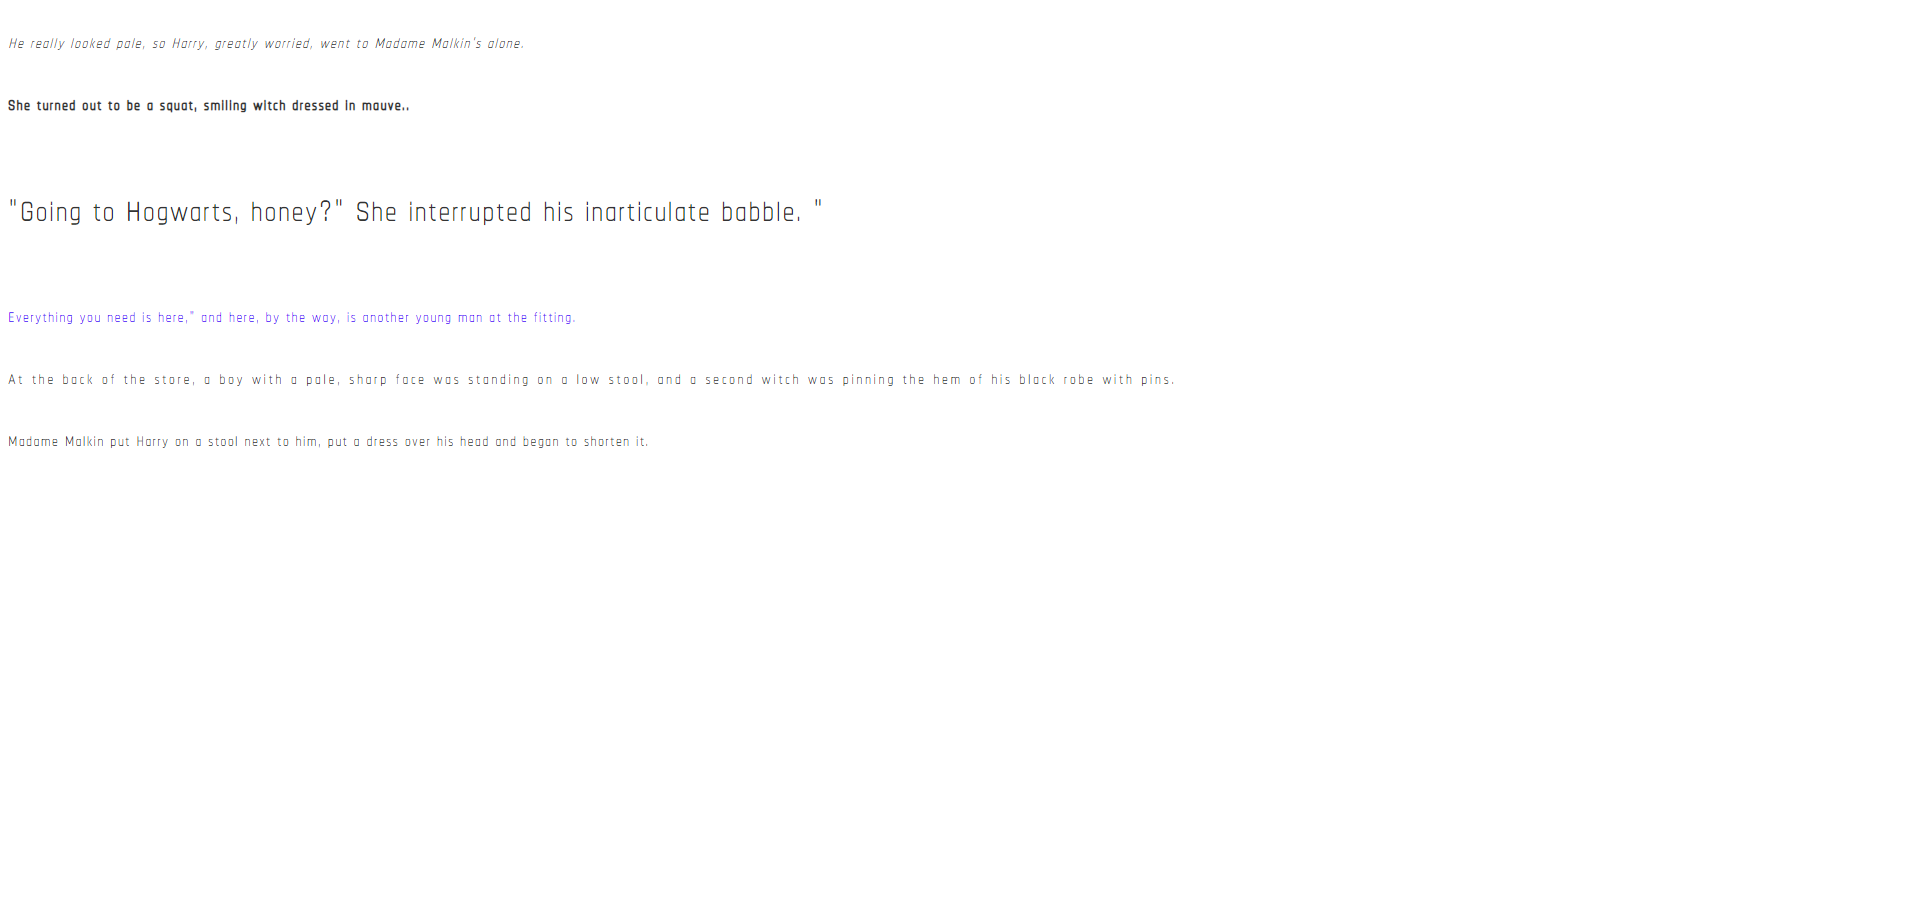 He really looked pale, so Harry, greatly worried, went to Madame Malkin's alone.
She turned out to be a squat, smiling witch dressed in mauve..
"Going to Hogwarts, honey?" She interrupted his inarticulate babble. "
Everything you need is here," and here, by the way, is another young man at the fitting.
At the back of the store, a boy with a pale, sharp face was standing on a low stool, and a second witch was pinning the hem of his black robe with pins.
Madame Malkin put Harry on a stool next to him, put a dress over his head and began to shorten it.